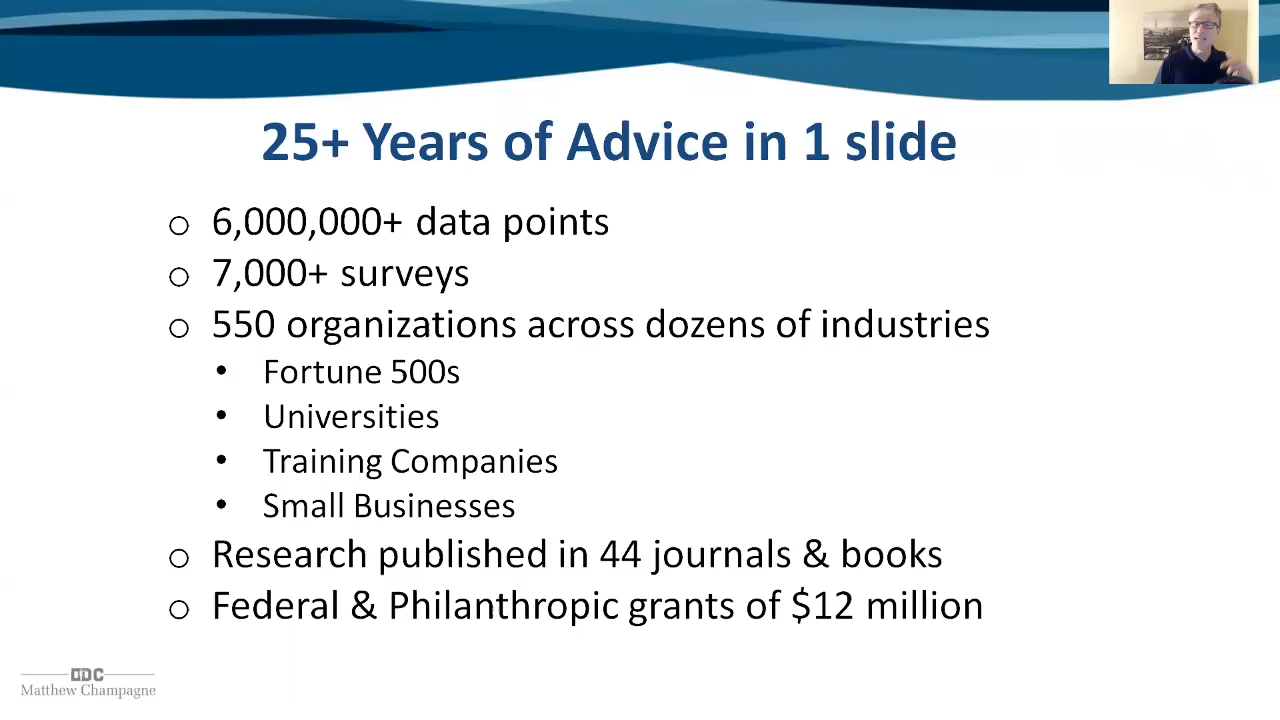 25+ Years of Advice in 1 slide
o 6,000,000+ data points
o 7,000+ surveys
o 550 organizations across dozens of industries
• Fortune 500s
• Universities
• Training Companies
• Small Businesses
o Research published in 44 journals & books
o Federal & Philanthropic grants of $12 million
Matthew Champagne